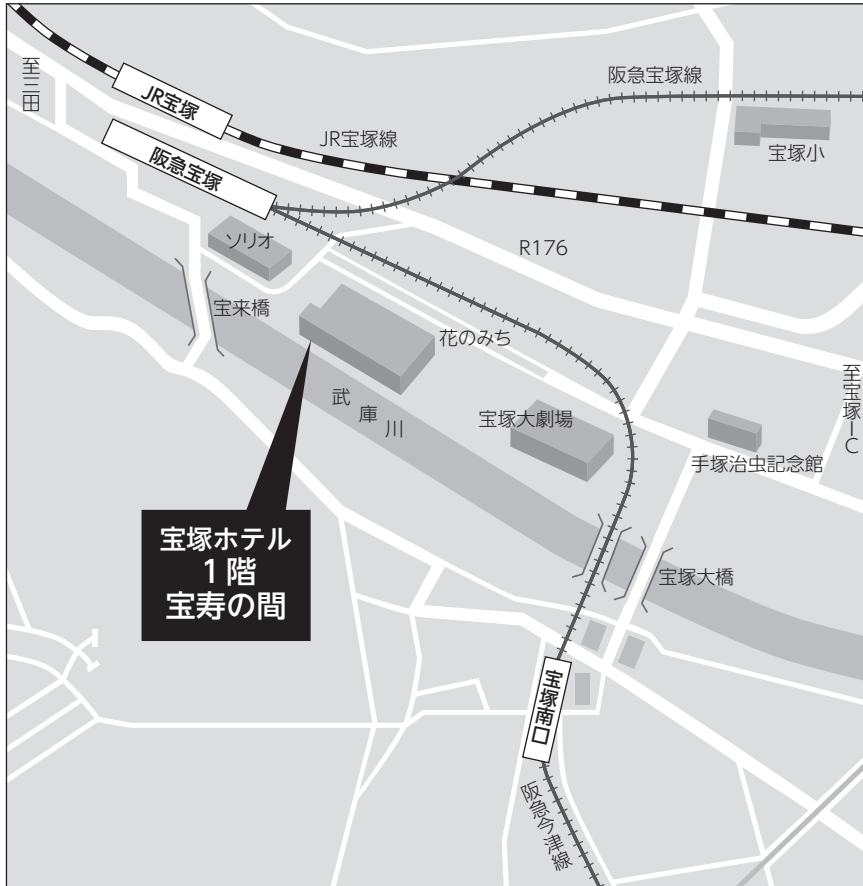 至三田
JR宝塚
阪急宝塚
JR宝塚線
阪急宝塚線
宝塚小
ソリオ
R176
宝来橋
花のみち
武庫川
宝塚大劇場
至宝塚IC
手塚治虫記念館
宝塚ホテル
1階
宝寿の間
宝塚大橋
宝塚南口
阪急今津線